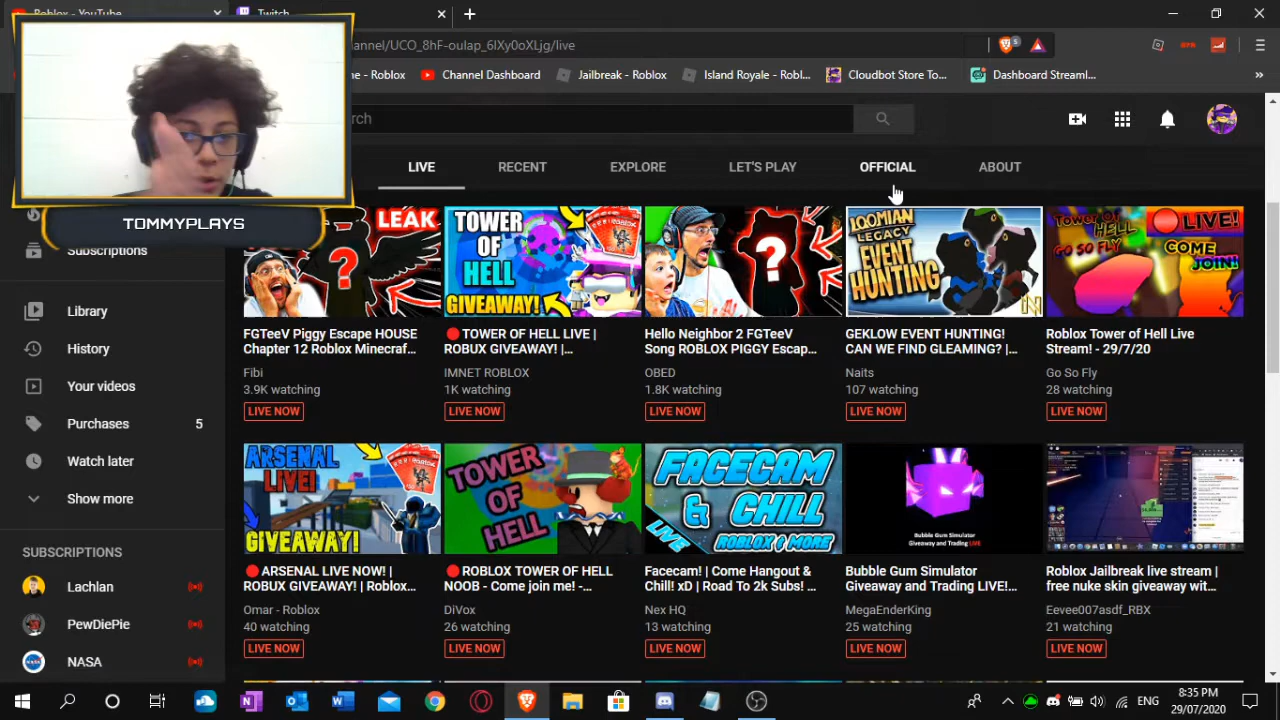 Roblox - YouTube
Twitch
annel/UCO_8hF-oulap_6IXy0oXLjg/live
5
e - Roblox
Channel Dashboard
Jailbreak - Roblox
Island Royale - Robl...
Cloudbot Store To...
Dashboard Streaml...
rch
LIVE
RECENT
EXPLORE
LET'S PLAY
OFFICIAL
ABOUT
TOMMYPLAYS
Subscriptions
Library
History
Your videos
Purchases 5
Watch later
Show more
SUBSCRIPTIONS
Lachlan
PewDiePie
NASA
LEAK
?
FGTeeV Piggy Escape HOUSE
Chapter 12 Roblox Minecraf...
Fibi
3.9K watching
LIVE NOW
TOWER
OF
HELL
GIVEAWAY!
TOWER OF HELL LIVE |
ROBUX GIVEAWAY! |...
IMNET ROBLOX
1K watching
LIVE NOW
?
Hello Neighbor 2 FGTeeV
Song ROBLOX PIGGY Escap...
OBED
1.8K watching
LIVE NOW
LOOMIAN
LEGACY
EVENT
HUNTING
N
GEKLOW EVENT HUNTING!
CAN WE FIND GLEAMING? |...
Naits
107 watching
LIVE NOW
Tower Of
HELL
GO SO FLY
LIVE!
COME
JOIN!
Roblox Tower of Hell Live
Stream! - 29/7/20
Go So Fly
28 watching
LIVE NOW
ARSENAL
LIVE!
GIVEAWAY!
ARSENAL LIVE NOW! |
ROBUX GIVEAWAY! | Roblox...
Omar - Roblox
40 watching
LIVE NOW
TOWER
OF
HELL
ROBLOX TOWER OF HELL
NOOB - Come join me! -...
DiVox
26 watching
LIVE NOW
FACECAM
& CHILL
LIVE
ROBLOX & MORE
Facecam! | Come Hangout &
Chill! xD | Road To 2k Subs! ...
Nex HQ
13 watching
LIVE NOW
Bubble Gum Simulator
Giveaway and Trading LIVE
Bubble Gum Simulator
Giveaway and Trading LIVE!...
MegaEnderKing
25 watching
LIVE NOW
Roblox Jailbreak live stream |
free nuke skin giveaway wit...
Eevee007asdf_RBX
21 watching
LIVE NOW
ENG
8:35 PM
29/07/2020